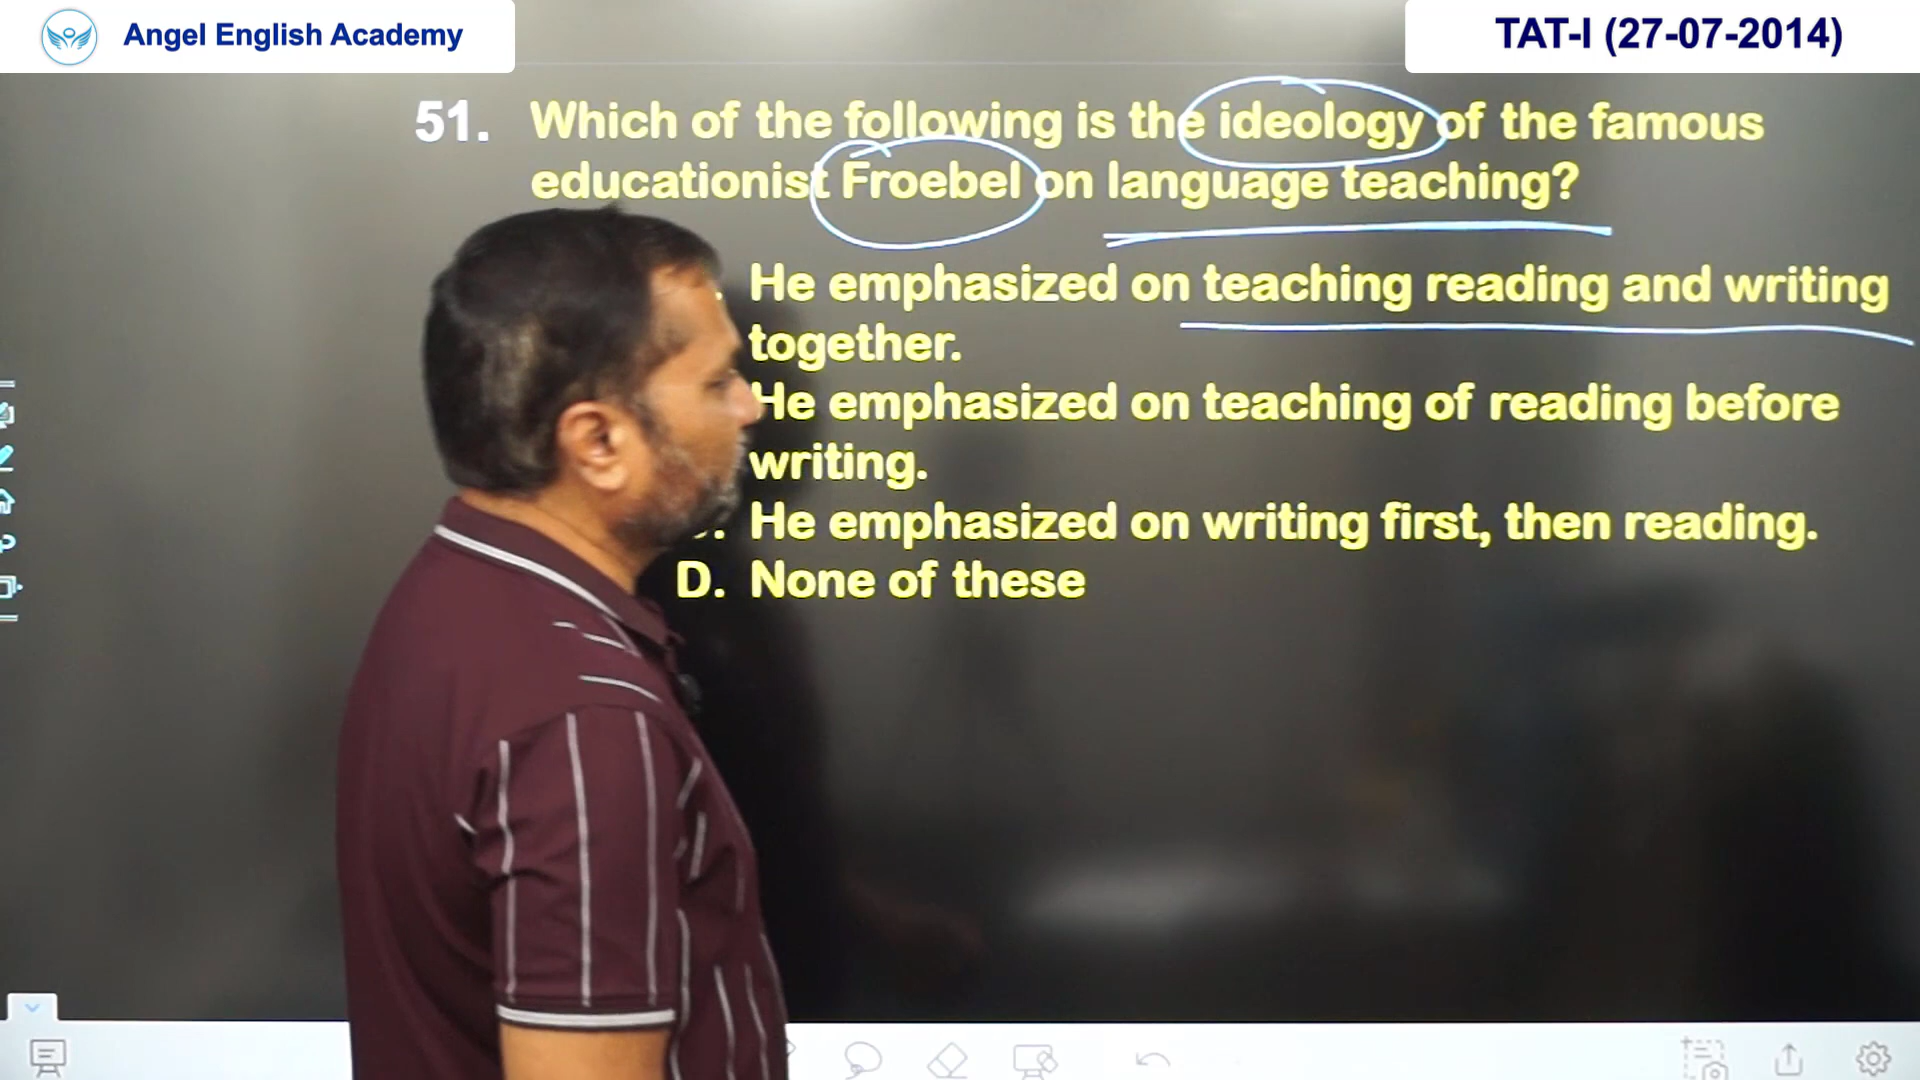 Angel English Academy
TAT-I (27-07-2014)
51. Which of the following is the ideology of the famous
educationist Froebel on language teaching?
He emphasized on teaching reading and writing
together.
He emphasized on teaching of reading before
writing.
He emphasized on writing first, then reading.
D. None of these